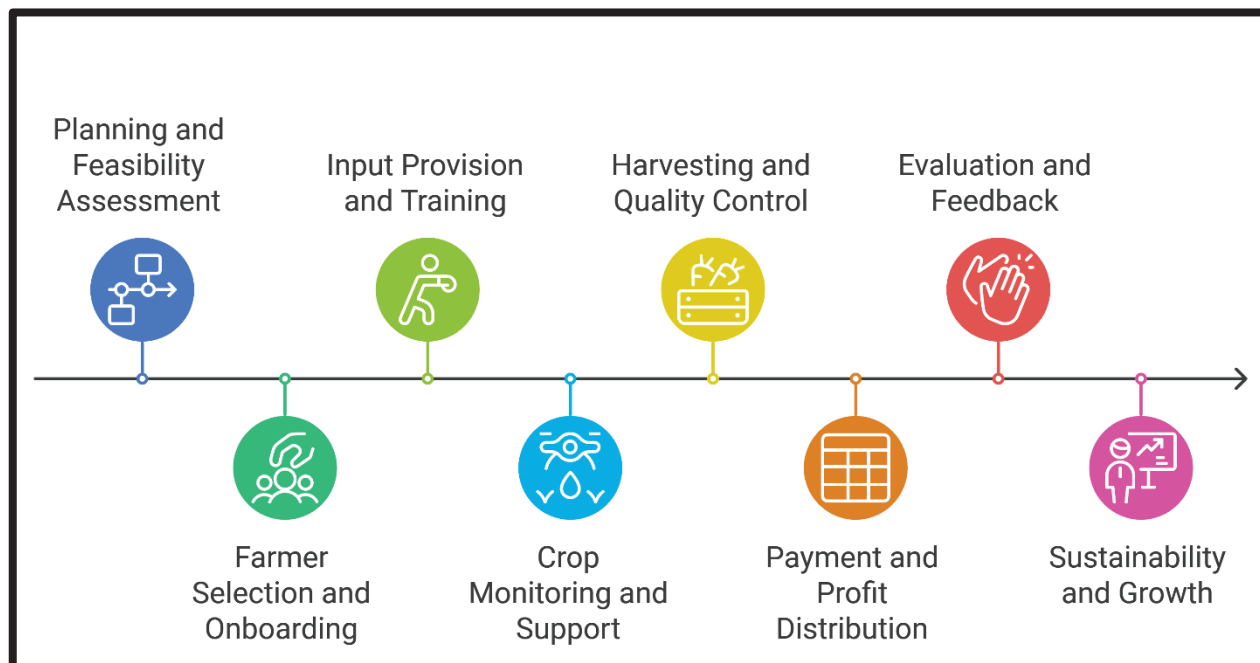 Planning and
Feasibility
Assessment
Farmer
Selection and
Onboarding
Input Provision
and Training
Crop
Monitoring and
Support
Harvesting and
Quality Control
Payment and
Profit
Distribution
Evaluation and
Feedback
Sustainability
and Growth